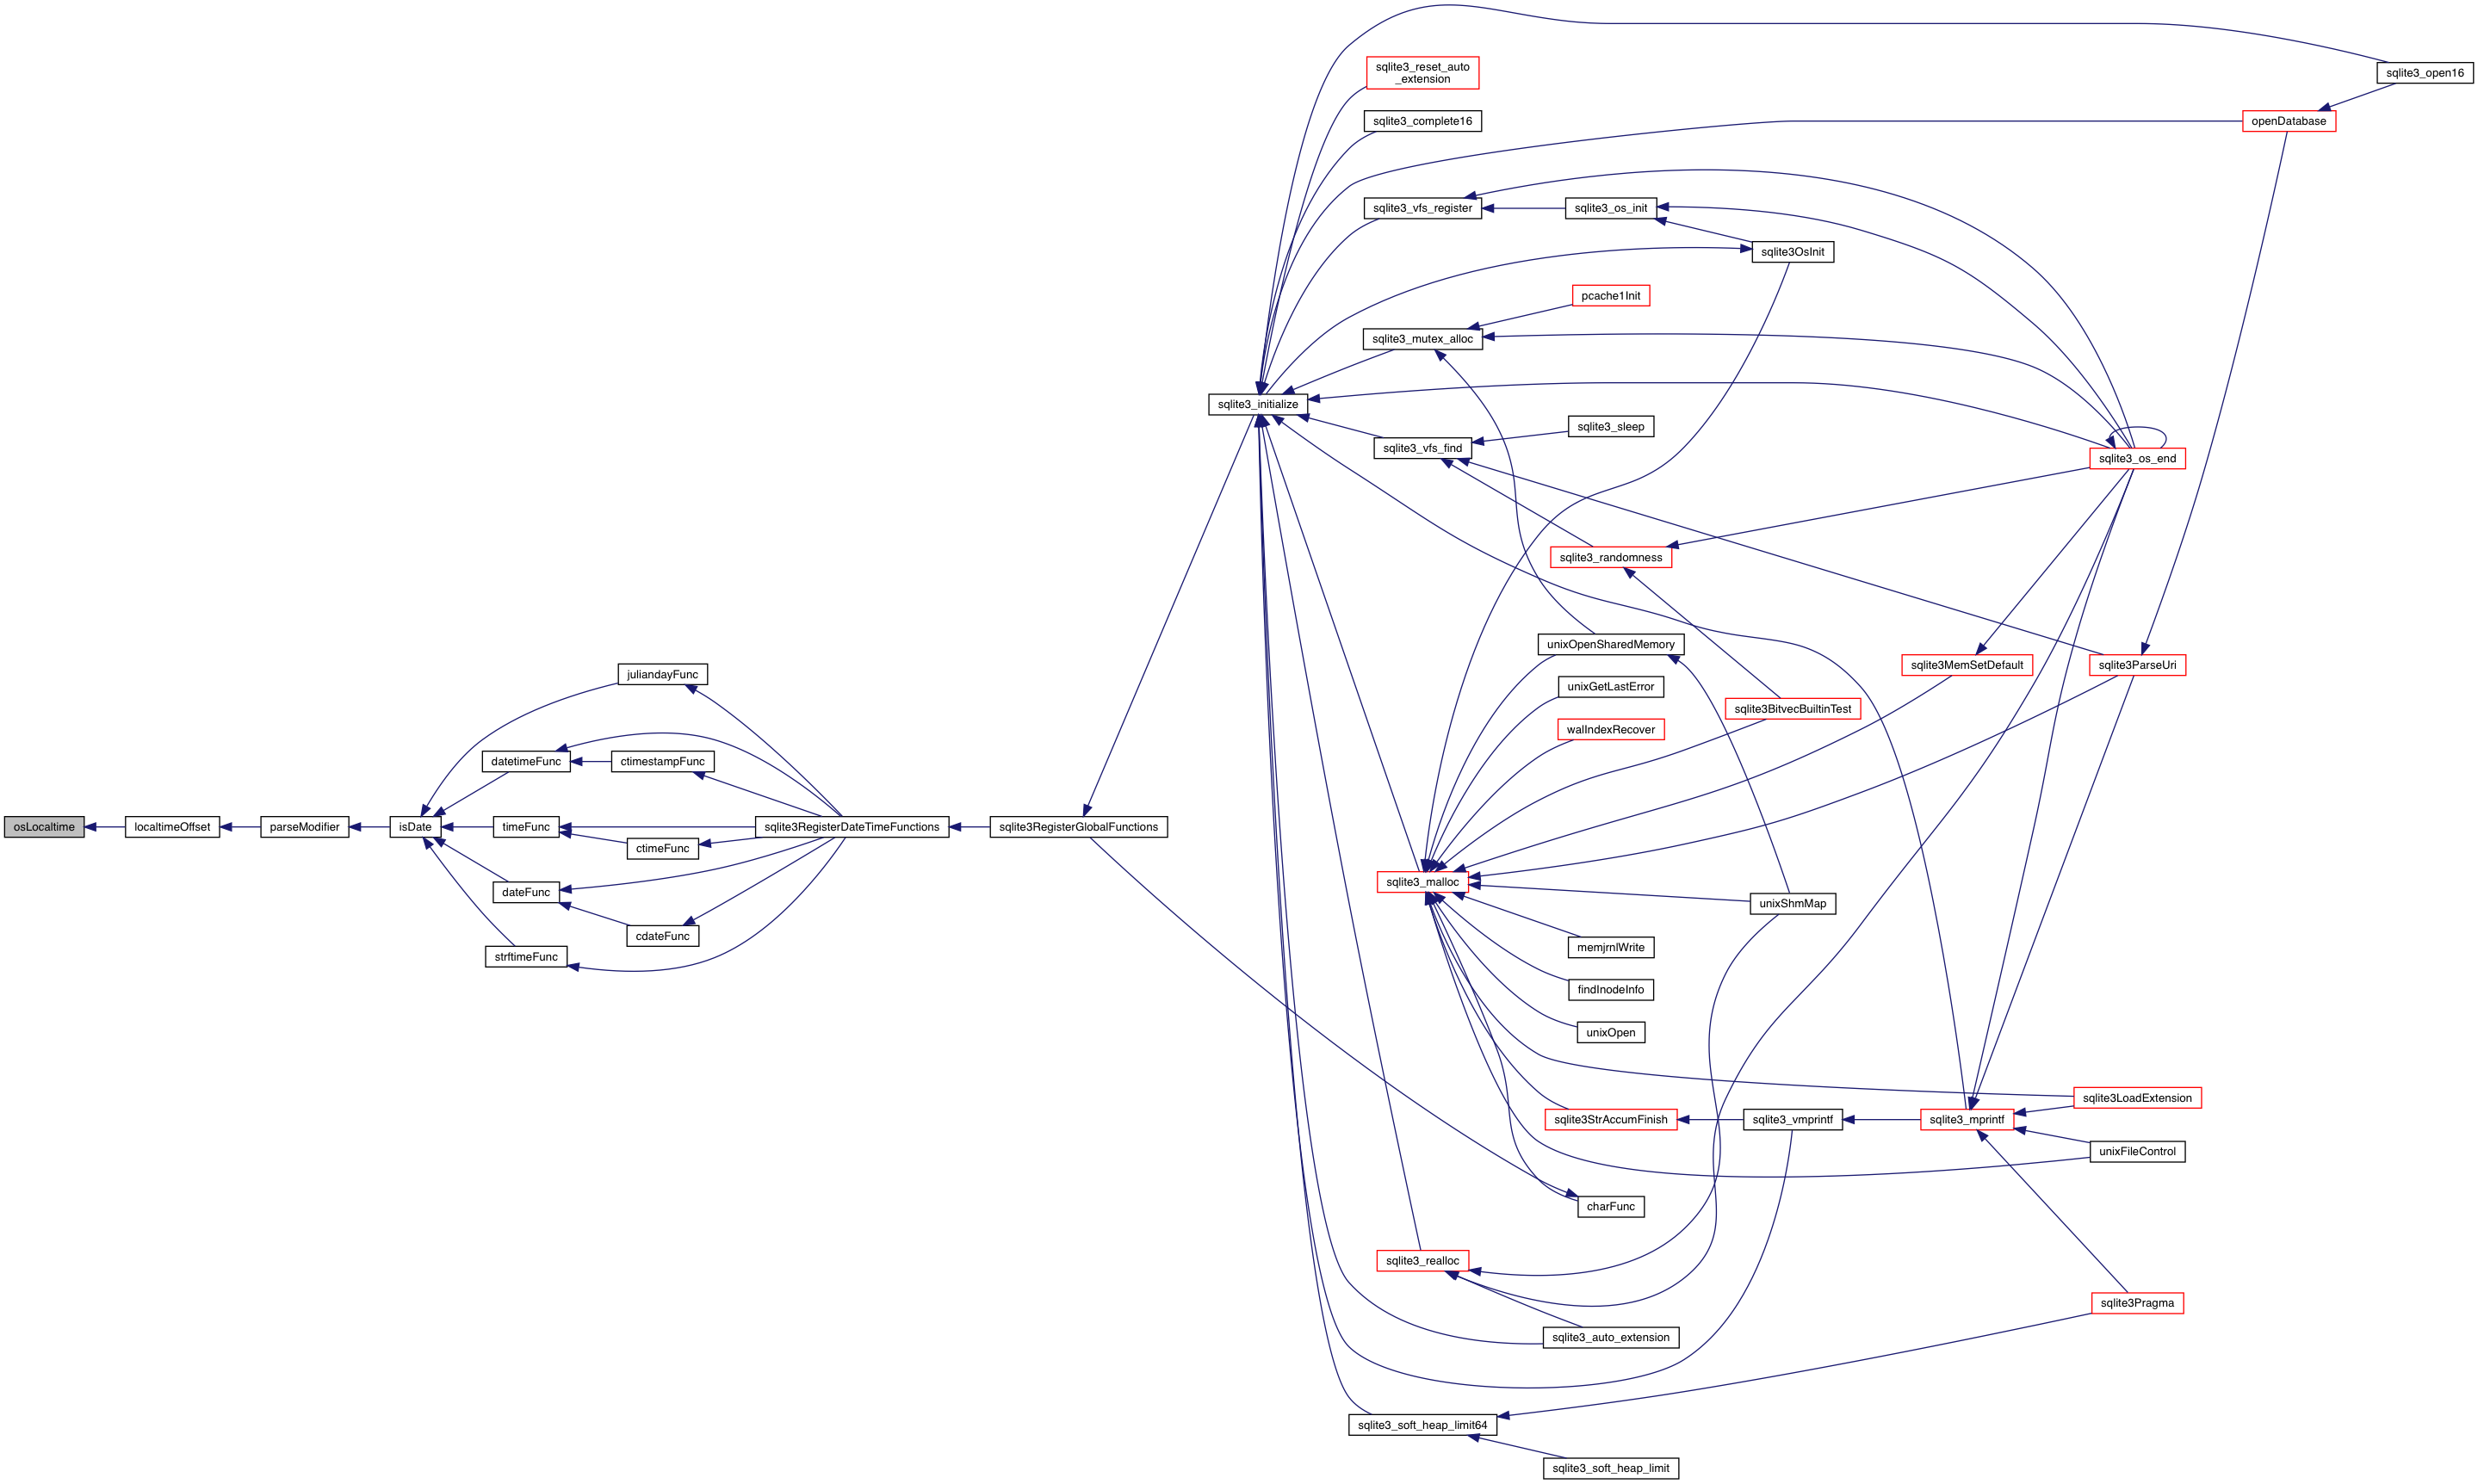 sqlite3_open16
sqlite3_reset_auto
_extension
sqlite3_complete16
openDatabase
sqlite3_vfs_register
sqlite3_os_init
sqlite3OsInit
pcache1Init
sqlite3_mutex_alloc
sqlite3_initialize
sqlite3_sleep
sqlite3_vfs_find
sqlite3_os_end
sqlite3_randomness
unixOpenSharedMemory
sqlite3MemSetDefault
sqlite3ParseUri
juliandayFunc
unixGetLastError
sqlite3BitvecBuiltinTest
walIndexRecover
datetimeFunc
ctimestampFunc
osLocaltime
localtimeOffset
parseModifier
isDate
timeFunc
sqlite3RegisterDateTimeFunctions
sqlite3RegisterGlobalFunctions
ctimeFunc
sqlite3_malloc
dateFunc
unixShmMap
cdateFunc
memjrnlWrite
strftimeFunc
findInodeInfo
unixOpen
sqlite3LoadExtension
sqlite3StrAccumFinish
sqlite3_vmprintf
sqlite3_mprintf
unixFileControl
charFunc
sqlite3_realloc
sqlite3Pragma
sqlite3_auto_extension
sqlite3_soft_heap_limit64
sqlite3_soft_heap_limit